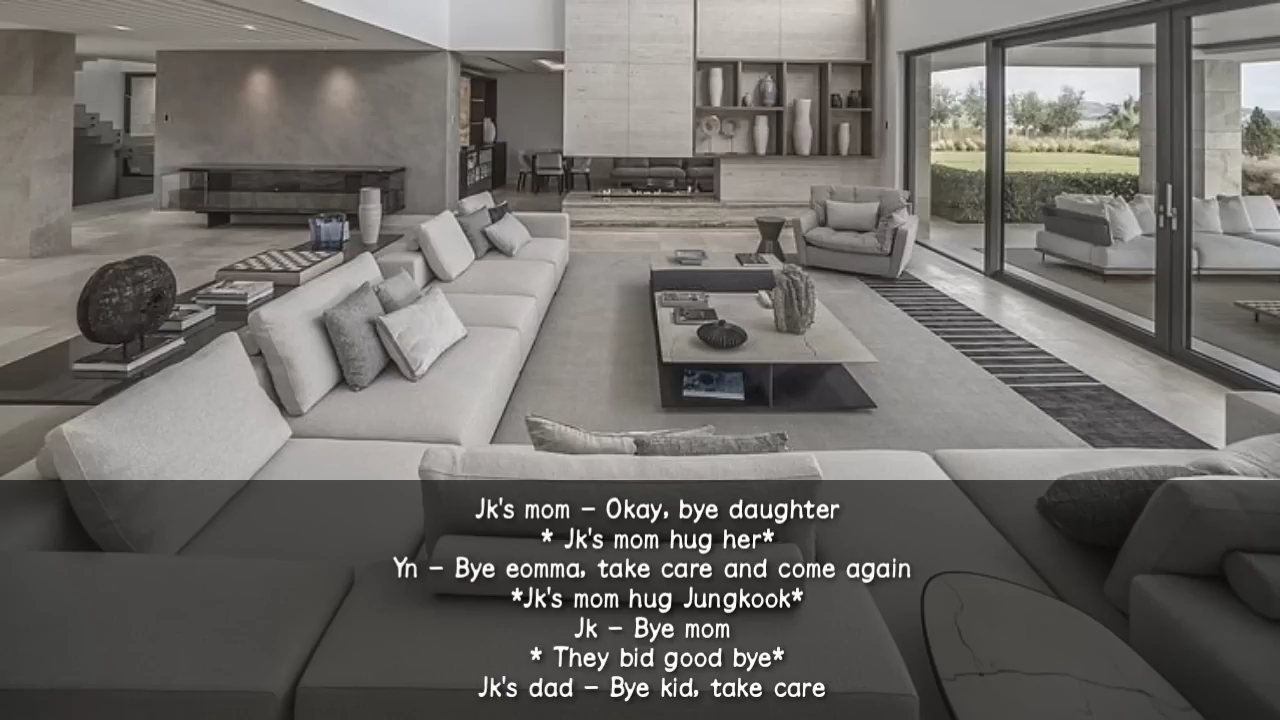 Jk's mom - Okay, bye daughter
* Jk's mom hug her*
Yn - Bye eomma, take care and come again
*Jk's mom hug Jungkook*
Jk - Bye mom
* They bid good bye*
Jk's dad - Bye kid, take care